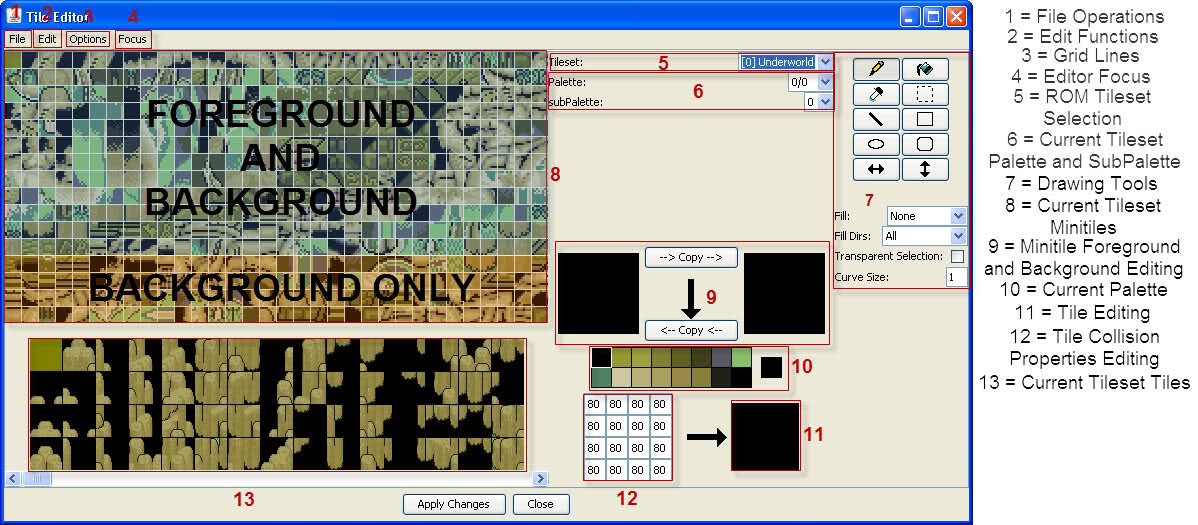 1 2 3 4
Tile Editor
File Edit Options Focus
FOREGROUND
AND
BACKGROUND
BACKGROUND ONLY
Tileset: 5 [0] Underworld
Palette: 0/0
subPalette: 0
6
8
7
Fill: None
Fill Dirs: All
Transparent Selection:
Curve Size: 1
--> Copy -->
9
<-- Copy <--
10
80 80 80 80
80 80 80 80
80 80 80 80
80 80 80 80
11
12
13
Apply Changes Close
1 = File Operations
2 = Edit Functions
3 = Grid Lines
4 = Editor Focus
5 = ROM Tileset
Selection
6 = Current Tileset
Palette and SubPalette
7 = Drawing Tools
8 = Current Tileset
Minitiles
9 = Minitile Foreground
and Background Editing
10 = Current Palette
11 = Tile Editing
12 = Tile Collision
Properties Editing
13 = Current Tileset Tiles